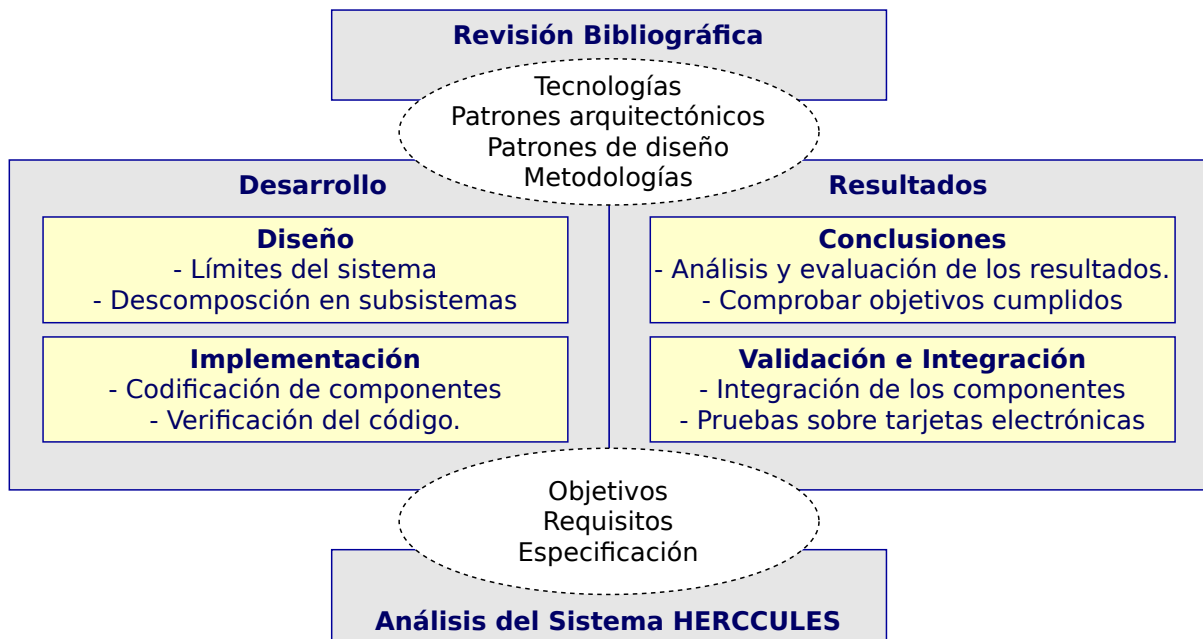 Revisión Bibliográfica
Tecnologías
Patrones arquitectónicos
Patrones de diseño
Metodologías
Desarrollo
Diseño
- Límites del sistema
- Descomposción en subsistemas
Implementación
- Codificación de componentes
- Verificación del código.
Resultados
Conclusiones
- Análisis y evaluación de los resultados.
- Comprobar objetivos cumplidos
Validación e Integración
- Integración de los componentes
- Pruebas sobre tarjetas electrónicas
Objetivos
Requisitos
Especificación
Análisis del Sistema HERCCULES